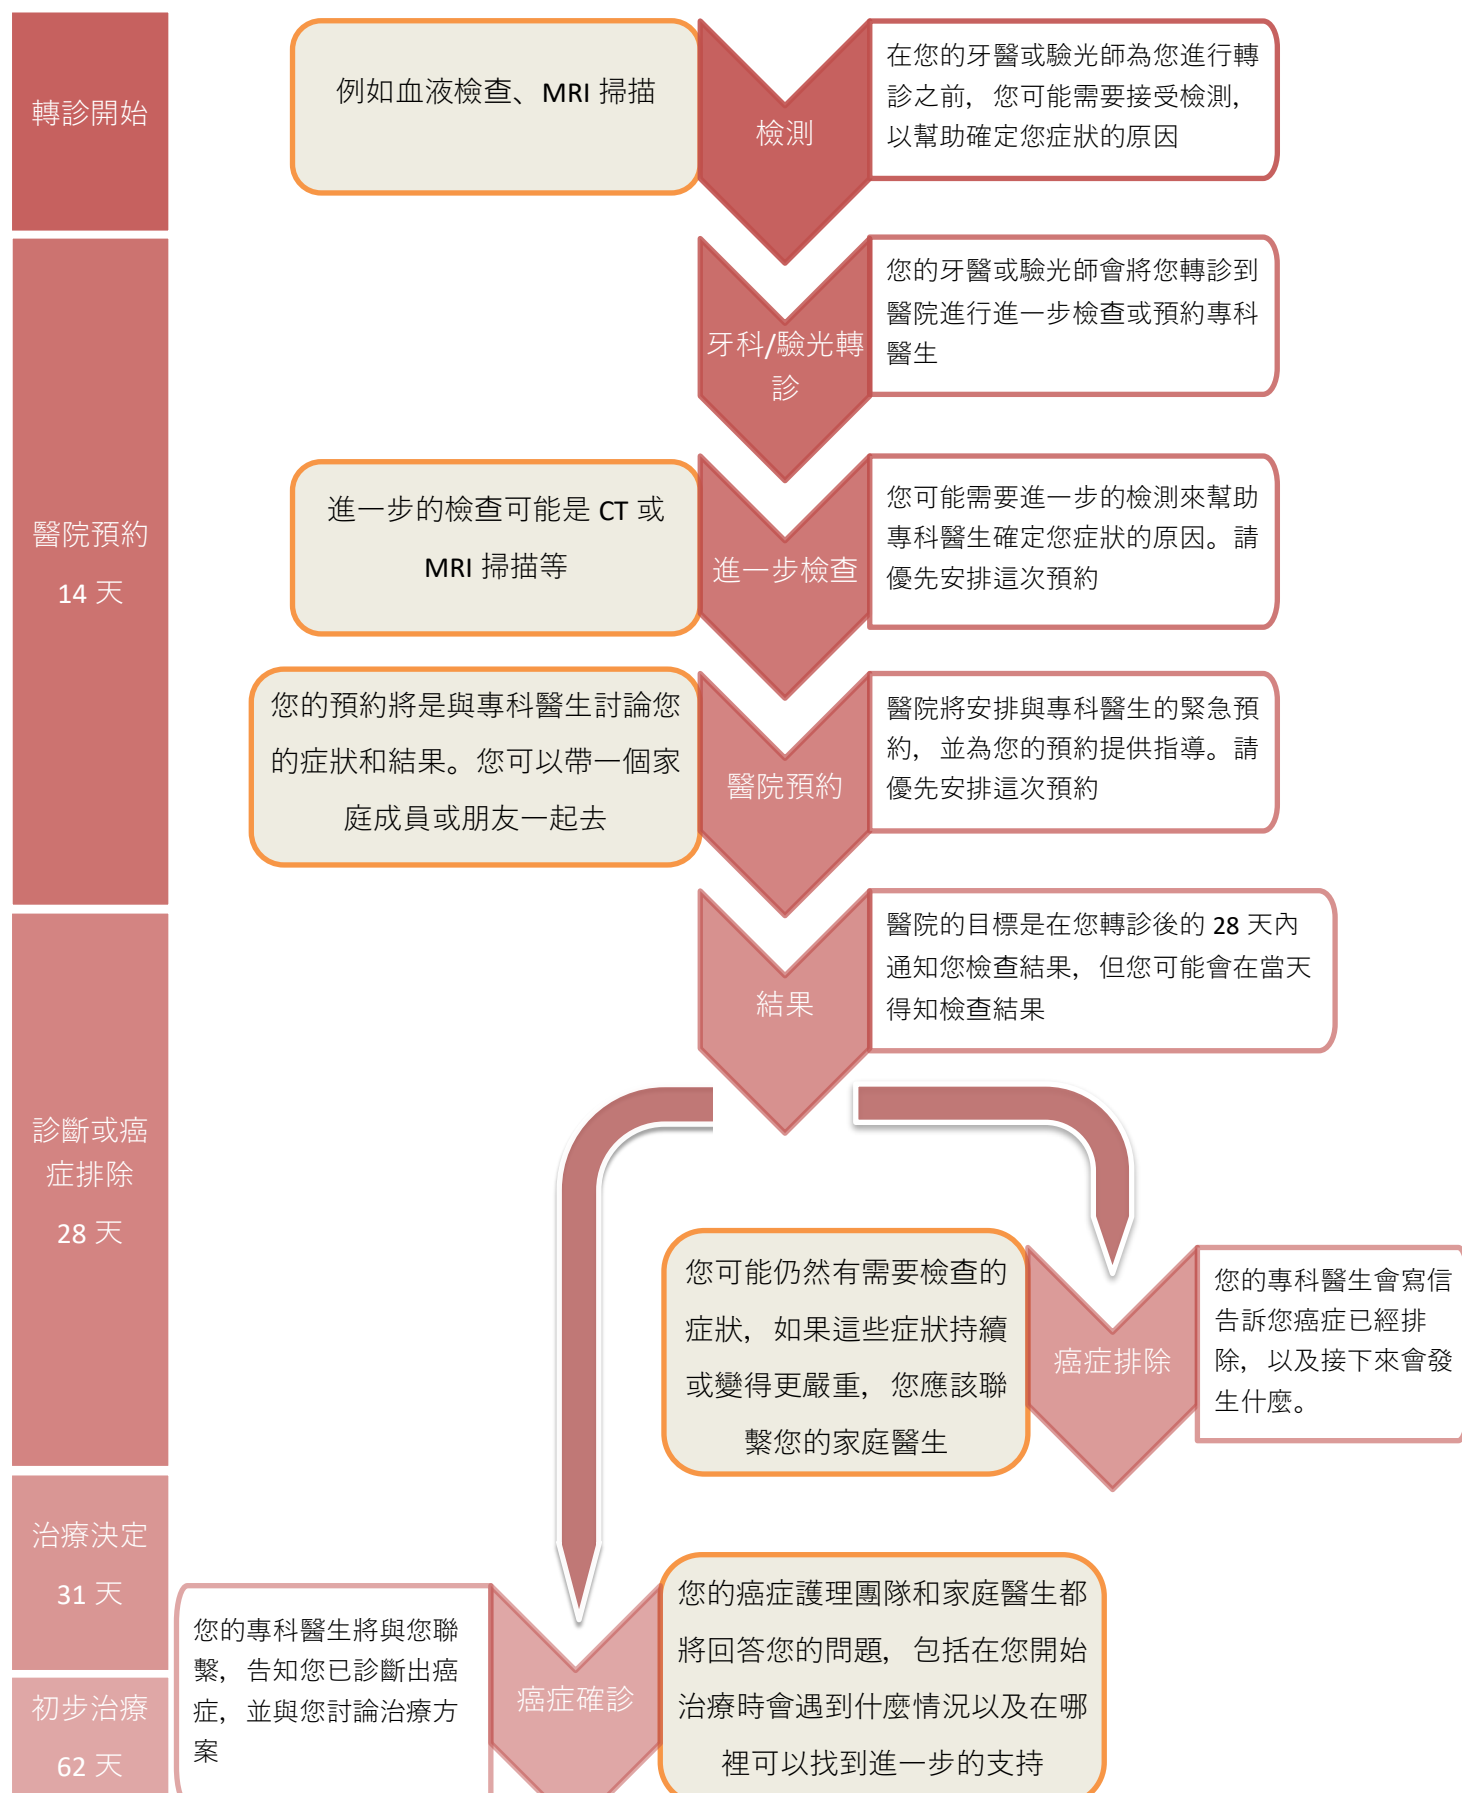 轉診開始
例如血液檢查、MRI 掃描
檢測
在您的牙醫或驗光師為您進行轉
診之前，您可能需要接受檢測，
以幫助確定您症狀的原因
醫院預約
14 天
牙科/驗光轉
診
您的牙醫或驗光師會將您轉診到
醫院進行進一步檢查或預約專科
醫生
進一步的檢查可能是 CT 或
MRI 掃描等
進一步檢查
您可能需要進一步的檢測來幫助
專科醫生確定您症狀的原因。請
優先安排這次預約
您的預約將是與專科醫生討論您
的症狀和結果。您可以帶一個家
庭成員或朋友一起去
醫院預約
醫院將安排與專科醫生的緊急預
約，並為您的預約提供指導。請
優先安排這次預約
診斷或癌
症排除
28 天
結果
醫院的目標是在您轉診後的 28 天內
通知您檢查結果，但您可能會在當天
得知檢查結果
您可能仍然有需要檢查的
症狀，如果這些症狀持續
或變得更嚴重，您應該聯
繫您的家庭醫生
癌症排除
您的專科醫生會寫信
告訴您癌症已經排
除，以及接下來會發
生什麼。
治療決定
31 天
初步治療
62 天
您的專科醫生將與您聯
繫，告知您已診斷出癌
症，並與您討論治療方
案
癌症確診
您的癌症護理團隊和家庭醫生都
將回答您的問題，包括在您開始
治療時會遇到什麼情況以及在哪
裡可以找到進一步的支持